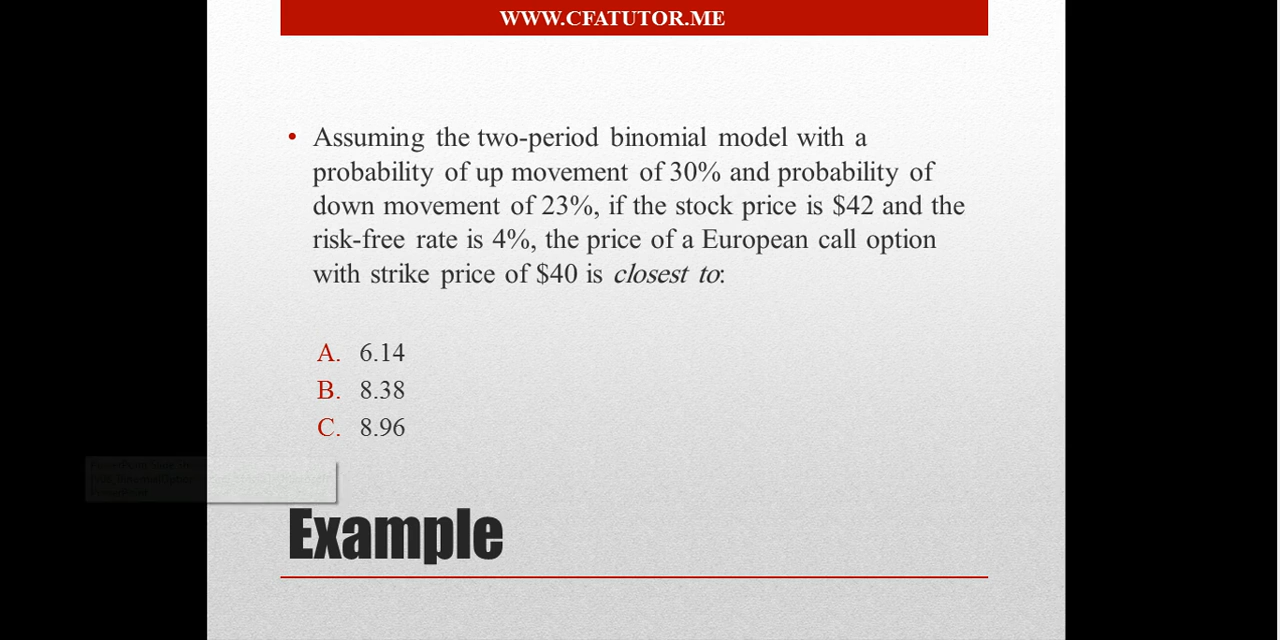 WWW.CFATUTOR.ME
• Assuming the two-period binomial model with a
probability of up movement of 30% and probability of
down movement of 23%, if the stock price is $42 and the
risk-free rate is 4%, the price of a European call option
with strike price of $40 is closest to:
A. 6.14
B. 8.38
C. 8.96
Example